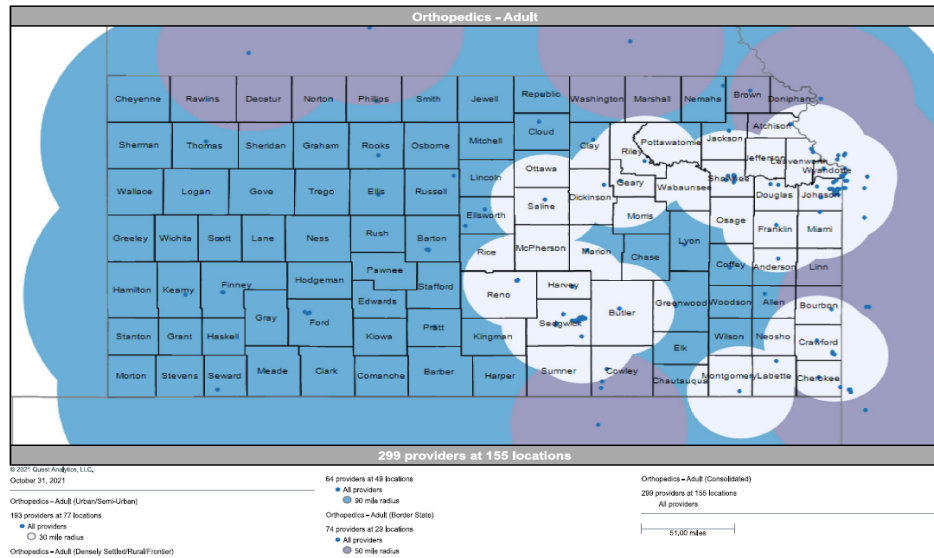 Orthopedics - Adult
Cheyenne Rawlins Decatur Norton Phillips Smith Jewell Republic Washington Marshall Nemaha Brown Doniphan
Cloud Atchison
Sherman Thomas Sheridan Graham Rooks Osborne Mitchell Clay Riley Pottawatomie Jackson Jefferson Leavenworth
Lincoln Ottawa Wyandotte
Wallace Logan Gove Trego Ellis Russell Dickinson Geary Wabaunsee Shawnee Douglas Johnson
Ellsworth Saline Morris Osage
Greeley Wichita Scott Lane Ness Rush Barton Rice McPherson Marion Chase Lyon Franklin Miami
Coffey Anderson Linn
Hamilton Kearny Finney Hodgeman Pawnee Stafford Reno Harvey
Edwards Greenwood Woodson Allen Bourbon
Gray Ford Sedgwick Butler
Stanton Grant Haskell Kiowa Pratt Kingman Elk Wilson Neosho Crawford
Morton Stevens Seward Meade Clark Comanche Barber Harper Sumner Cowley Chautauqua Montgomery Labette Cherokee
299 providers at 155 locations
© 2021 Quest Analytics, LLC.
October 31, 2021
Orthopedics - Adult (Urban/Semi-Urban)
193 providers at 77 locations
All providers
30 mile radius
Orthopedics - Adult (Densely Settled/Rural/Frontier)
64 providers at 49 locations
All providers
90 mile radius
Orthopedics - Adult (Border State)
74 providers at 29 locations
All providers
50 mile radius
Orthopedics - Adult (Consolidated)
299 providers at 155 locations
All providers
51.00 miles